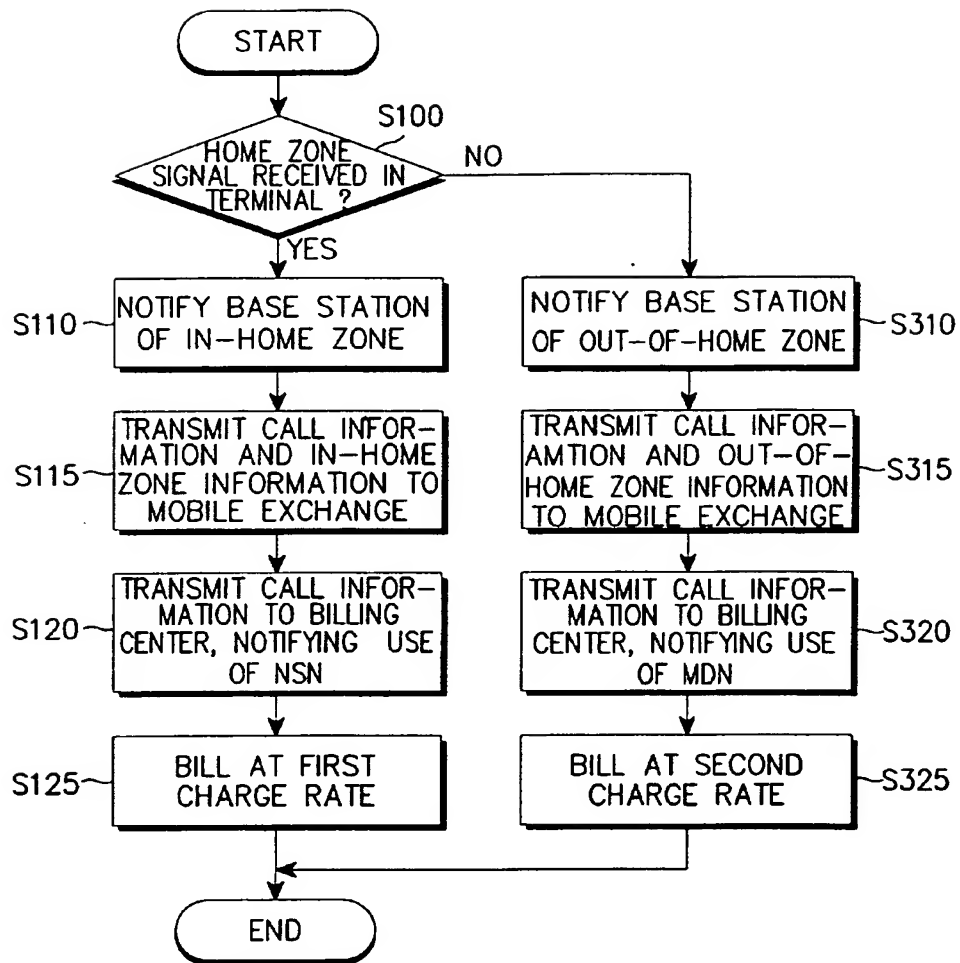 START
S100
HOME ZONE
SIGNAL RECEIVED IN
TERMINAL ?
NO
YES
S110
NOTIFY BASE STATION
OF IN-HOME ZONE
NOTIFY BASE STATION
OF OUT-OF-HOME ZONE
S310
S115
TRANSMIT CALL INFOR-
MATION AND IN-HOME
ZONE INFORMATION TO
MOBILE EXCHANGE
TRANSMIT CALL INFOR-
AMTION AND OUT-OF-
HOME ZONE INFORMATION
TO MOBILE EXCHANGE
S315
S120
TRANSMIT CALL INFOR-
MATION TO BILLING
CENTER, NOTIFYING USE
OF NSN
TRANSMIT CALL INFOR-
MATION TO BILLING
CENTER, NOTIFYING USE
OF MDN
S320
S125
BILL AT FIRST
CHARGE RATE
BILL AT SECOND
CHARGE RATE
S325
END